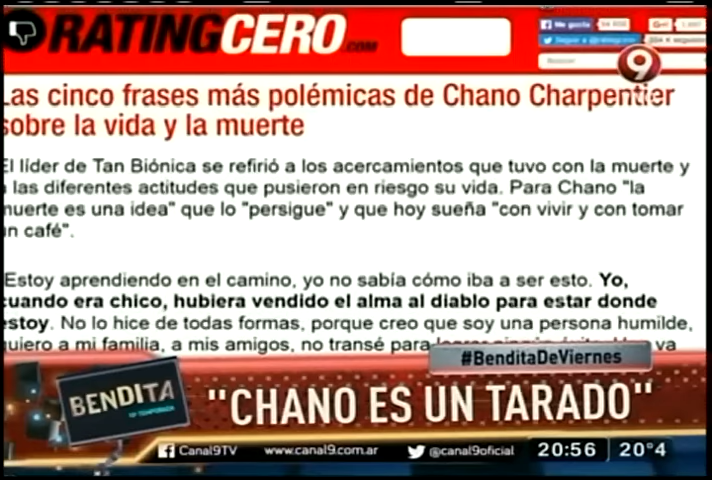 RATINGCERO.com
9
Las cinco frases más polémicas de Chano Charpentier
sobre la vida y la muerte
El líder de Tan Biónica se refirió a los acercamientos que tuvo con la muerte y
a las diferentes actitudes que pusieron en riesgo su vida. Para Chano "la
muerte es una idea" que lo "persigue" y que hoy sueña "con vivir y con tomar
un café".
"Estoy aprendiendo en el camino, yo no sabía cómo iba a ser esto. Yo,
cuando era chico, hubiera vendido el alma al diablo para estar donde
estoy. No lo hice de todas formas, porque creo que soy una persona humilde,
quiero a mi familia, a mis amigos, no transé para
#BenditaDeViernes
BENDITA
10ª TEMPORADA
"CHANO ES UN TARADO"
Canal9TV www.canal9.com.ar @canal9oficial 20:56 20°4